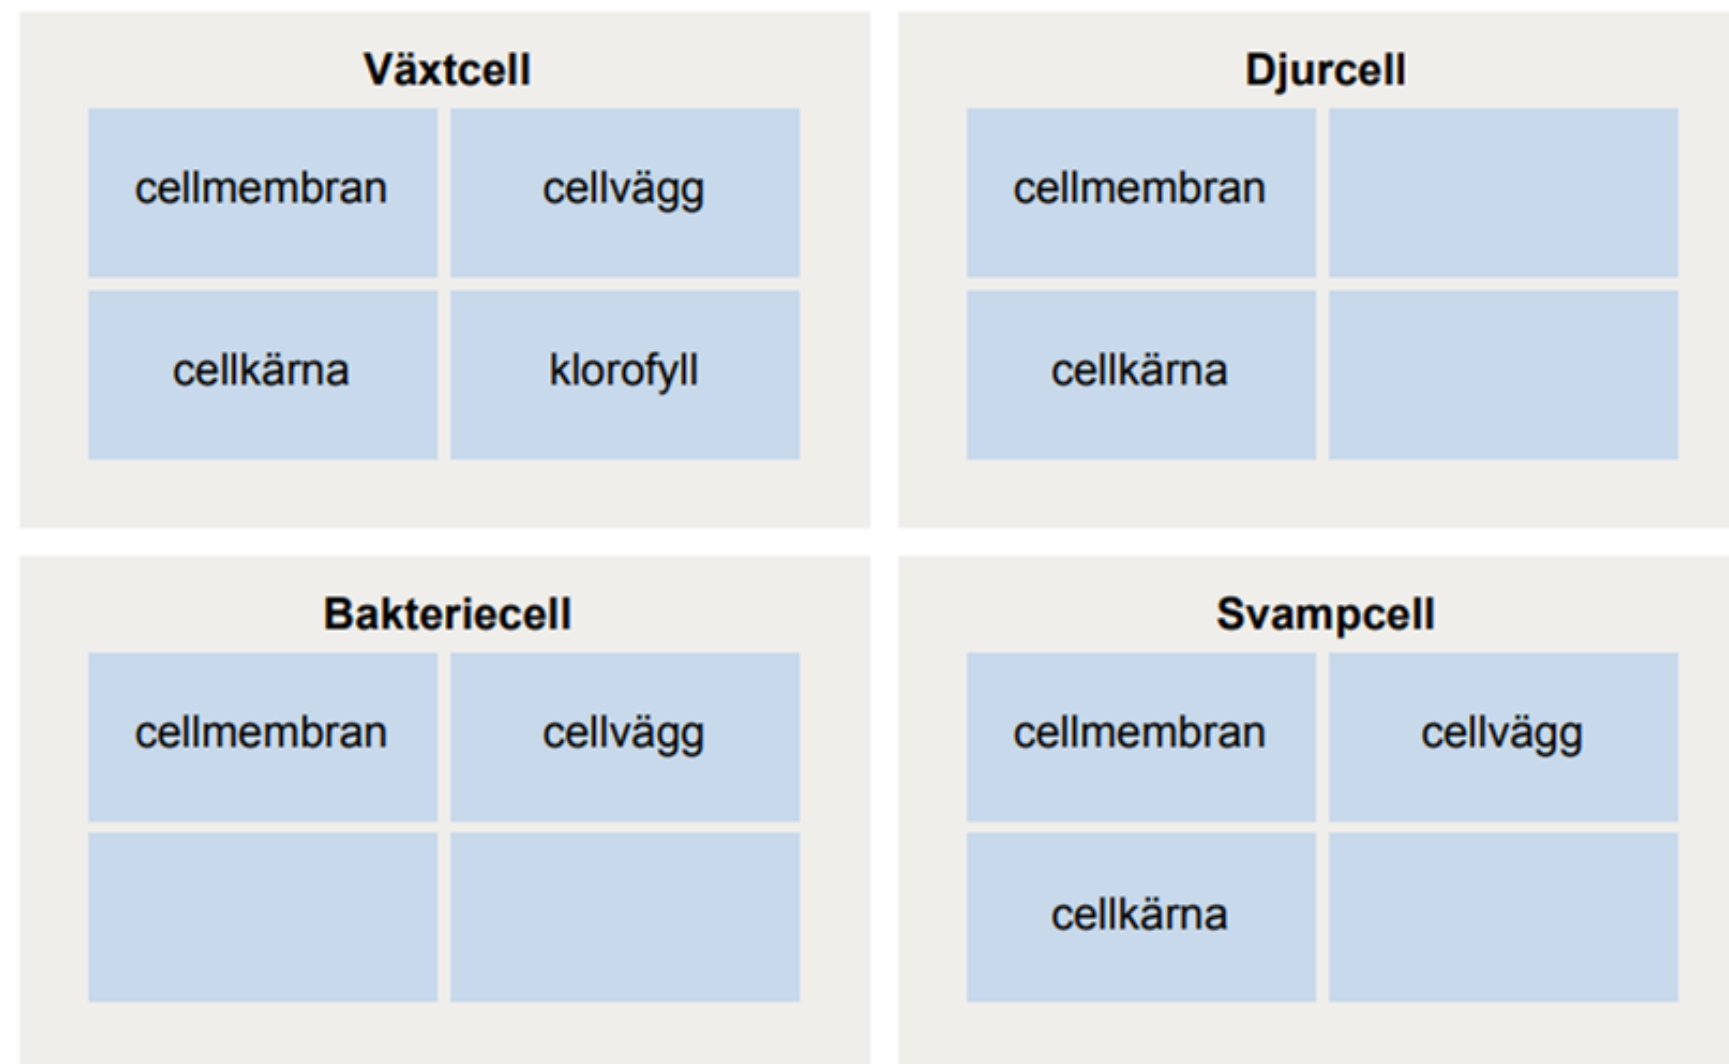 Växtcell
cellmembran
cellvägg
cellkärna
klorofyll
Djurcell
cellmembran
cellkärna
Bakteriecell
cellmembran
cellvägg
Svampcell
cellmembran
cellvägg
cellkärna